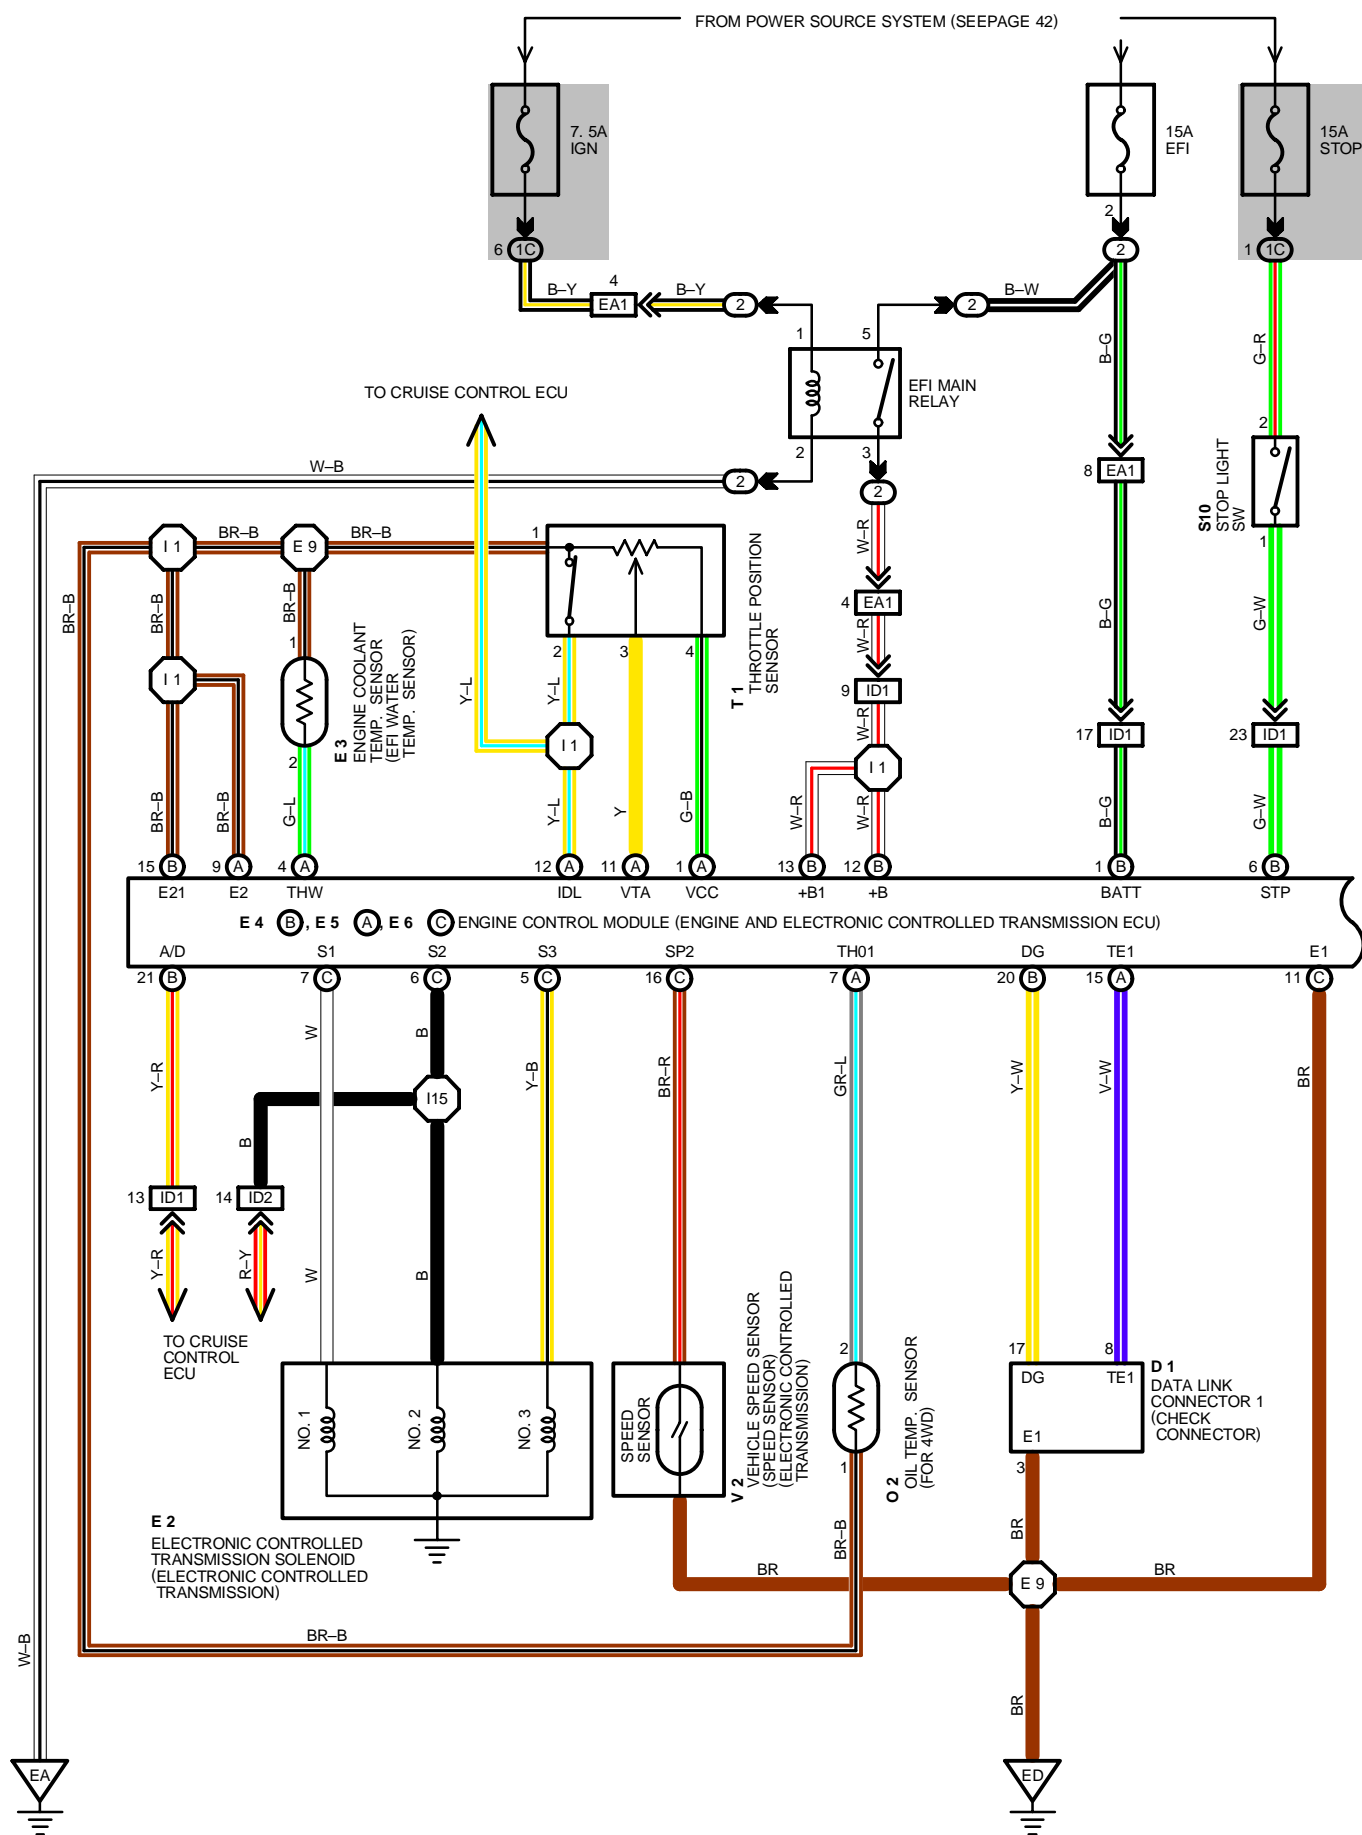 FROM POWER SOURCE SYSTEM (SEEPAGE 42)
7. 5A
IGN
15A
EFI
15A
STOP
2
6 1C
2
1 1C
4
B–Y
EA1
B–Y
2
2
B–W
1
5
B–G
G–R
EFI MAIN
RELAY
TO CRUISE CONTROL ECU
2
3
2
W–B
2
2
8 EA1
S10
STOP LIGHT
SW
1
I 1
BR–B
E 9
BR–B
1
W–R
BR–B
BR–B
BR–B
4 EA1
B–G
G–W
1
2
3
4
W–R
I 1
E 3
ENGINE COOLANT
TEMP. SENSOR
(EFI WATER
TEMP. SENSOR)
Y–L
Y–L
T 1
THROTTLE POSITION
SENSOR
9 ID1
2
I 1
W–R
17 ID1
23 ID1
I 1
BR–B
BR–B
G–L
Y–L
Y
G–B
W–R
W–R
B–G
G–W
15 B
9 A
4 A
12 A
11 A
1 A
13 B
12 B
1 B
6 B
E21
E2
THW
IDL
VTA
VCC
+B1
+B
BATT
STP
E 4 B , E 5 A , E 6 C ENGINE CONTROL MODULE (ENGINE AND ELECTRONIC CONTROLLED TRANSMISSION ECU)
A/D
S1
S2
S3
SP2
TH01
DG
TE1
E1
21 B
7 C
6 C
5 C
16 C
7 A
20 B
15 A
11 C
Y–R
W
B
Y–B
BR–R
GR–L
Y–W
V–W
BR
I15
B
13 ID1
14 ID2
Y–R
R–Y
W
B
TO CRUISE
CONTROL
ECU
V 2
VEHICLE SPEED SENSOR
(SPEED SENSOR)
(ELECTRONIC CONTROLLED
TRANSMISSION)
2
17
8
NO. 1
NO. 2
NO. 3
SPEED
SENSOR
O 2
OIL TEMP. SENSOR
(FOR 4WD)
DG
TE1
E1
D 1
DATA LINK
CONNECTOR 1
(CHECK
CONNECTOR)
1
3
E 2
ELECTRONIC CONTROLLED
TRANSMISSION SOLENOID
(ELECTRONIC CONTROLLED
TRANSMISSION)
BR–B
BR
BR
E 9
BR
BR–B
W–B
BR
EA
ED